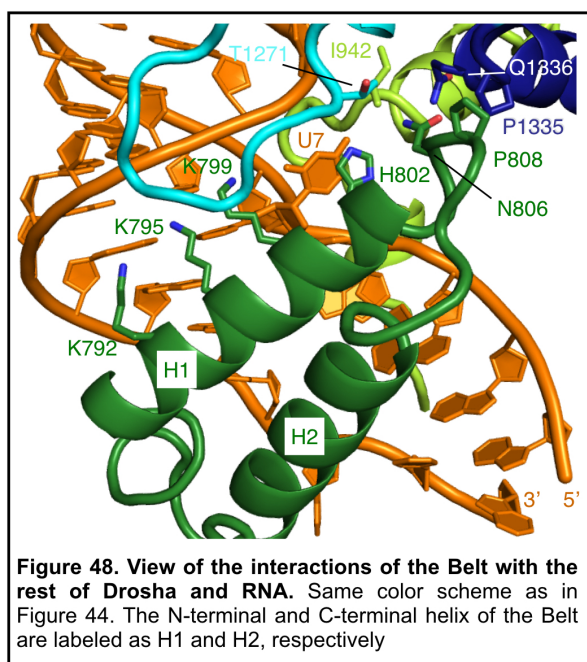 T1271
I942
Q1336
U7
P1335
K799
H802
P808
N806
K795
K792
H1
H2
3’ 5’
Figure 48. View of the interactions of the Belt with the
rest of Drosha and RNA. Same color scheme as in
Figure 44. The N-terminal and C-terminal helix of the Belt
are labeled as H1 and H2, respectively